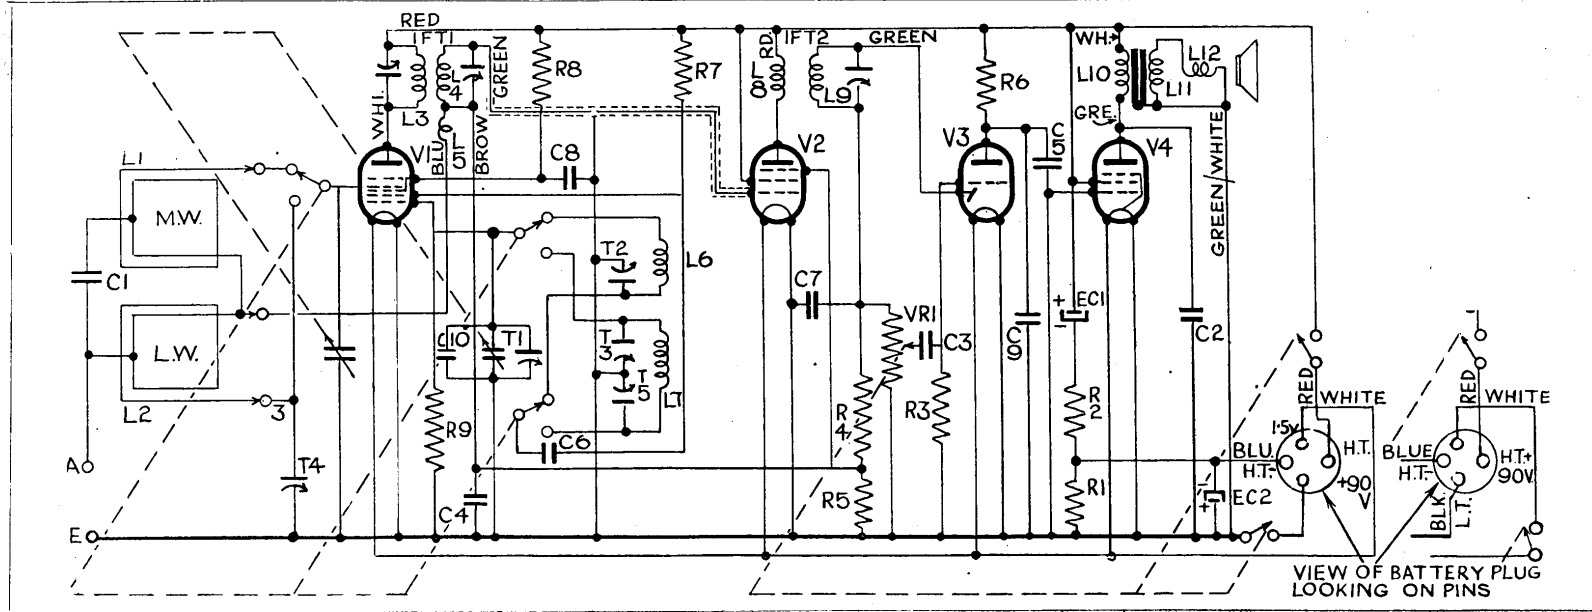 RED
IFT1
GREEN
WHI.
L3
L4
L5
BLU
BROW
V1
R8
C8
R7
RD.
IFT2
L8
L9
GREEN
V2
R6
V3
C5
WH.
L10
L11
L12
GRE.
V4
GREEN/WHITE
L1
M.W.
C1
L.W.
L2
3
A
T4
E
R9
C10
T1
T2
L6
T3
T5
L7
C6
C4
C7
VR1
C3
R4
R3
R5
C9
+
EC1
-
R2
R1
C2
-
EC2
+
BLU.
H.T.-
1·5V
RED
WHITE
H.T.
+90
V
RED
WHITE
BLUE
H.T.-
H.T.+
90V
BLK.
L.T.
VIEW OF BATTERY PLUG
LOOKING ON PINS